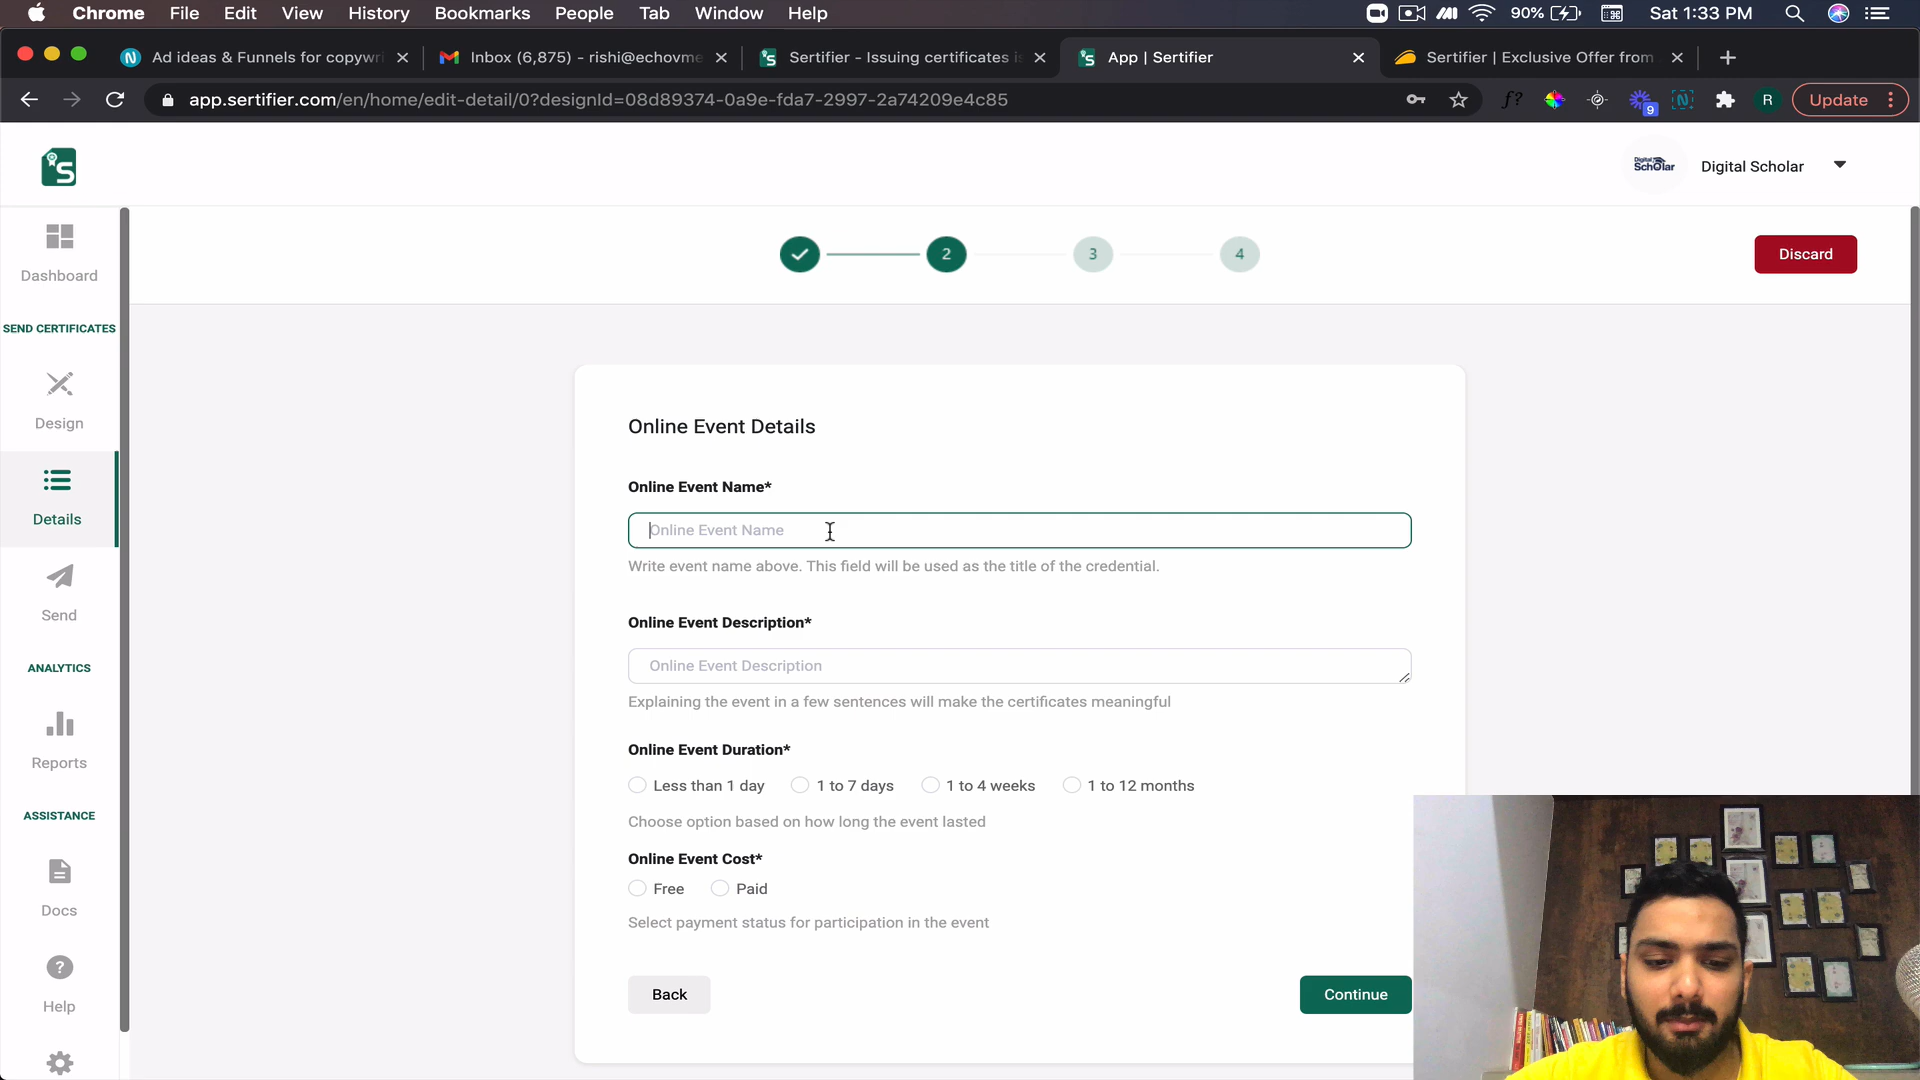 Chrome File Edit View History Bookmarks People Tab Window Help 90% Sat 1:33 PM
Ad ideas & Funnels for copywri Inbox (6,875) - rishi@echovme Sertifier - Issuing certificates is App | Sertifier Sertifier | Exclusive Offer from
app.sertifier.com/en/home/edit-detail/0?designId=08d89374-0a9e-fda7-2997-2a74209e4c85 f? 9 N R Update
S Digital Scholar Digital Scholar
2 3 4 Discard
Dashboard
SEND CERTIFICATES
Design
Details
Send
ANALYTICS
Reports
ASSISTANCE
Docs
Help
Online Event Details
Online Event Name*
Online Event Name
Write event name above. This field will be used as the title of the credential.
Online Event Description*
Online Event Description
Explaining the event in a few sentences will make the certificates meaningful
Online Event Duration*
Less than 1 day 1 to 7 days 1 to 4 weeks 1 to 12 months
Choose option based on how long the event lasted
Online Event Cost*
Free Paid
Select payment status for participation in the event
Back Continue